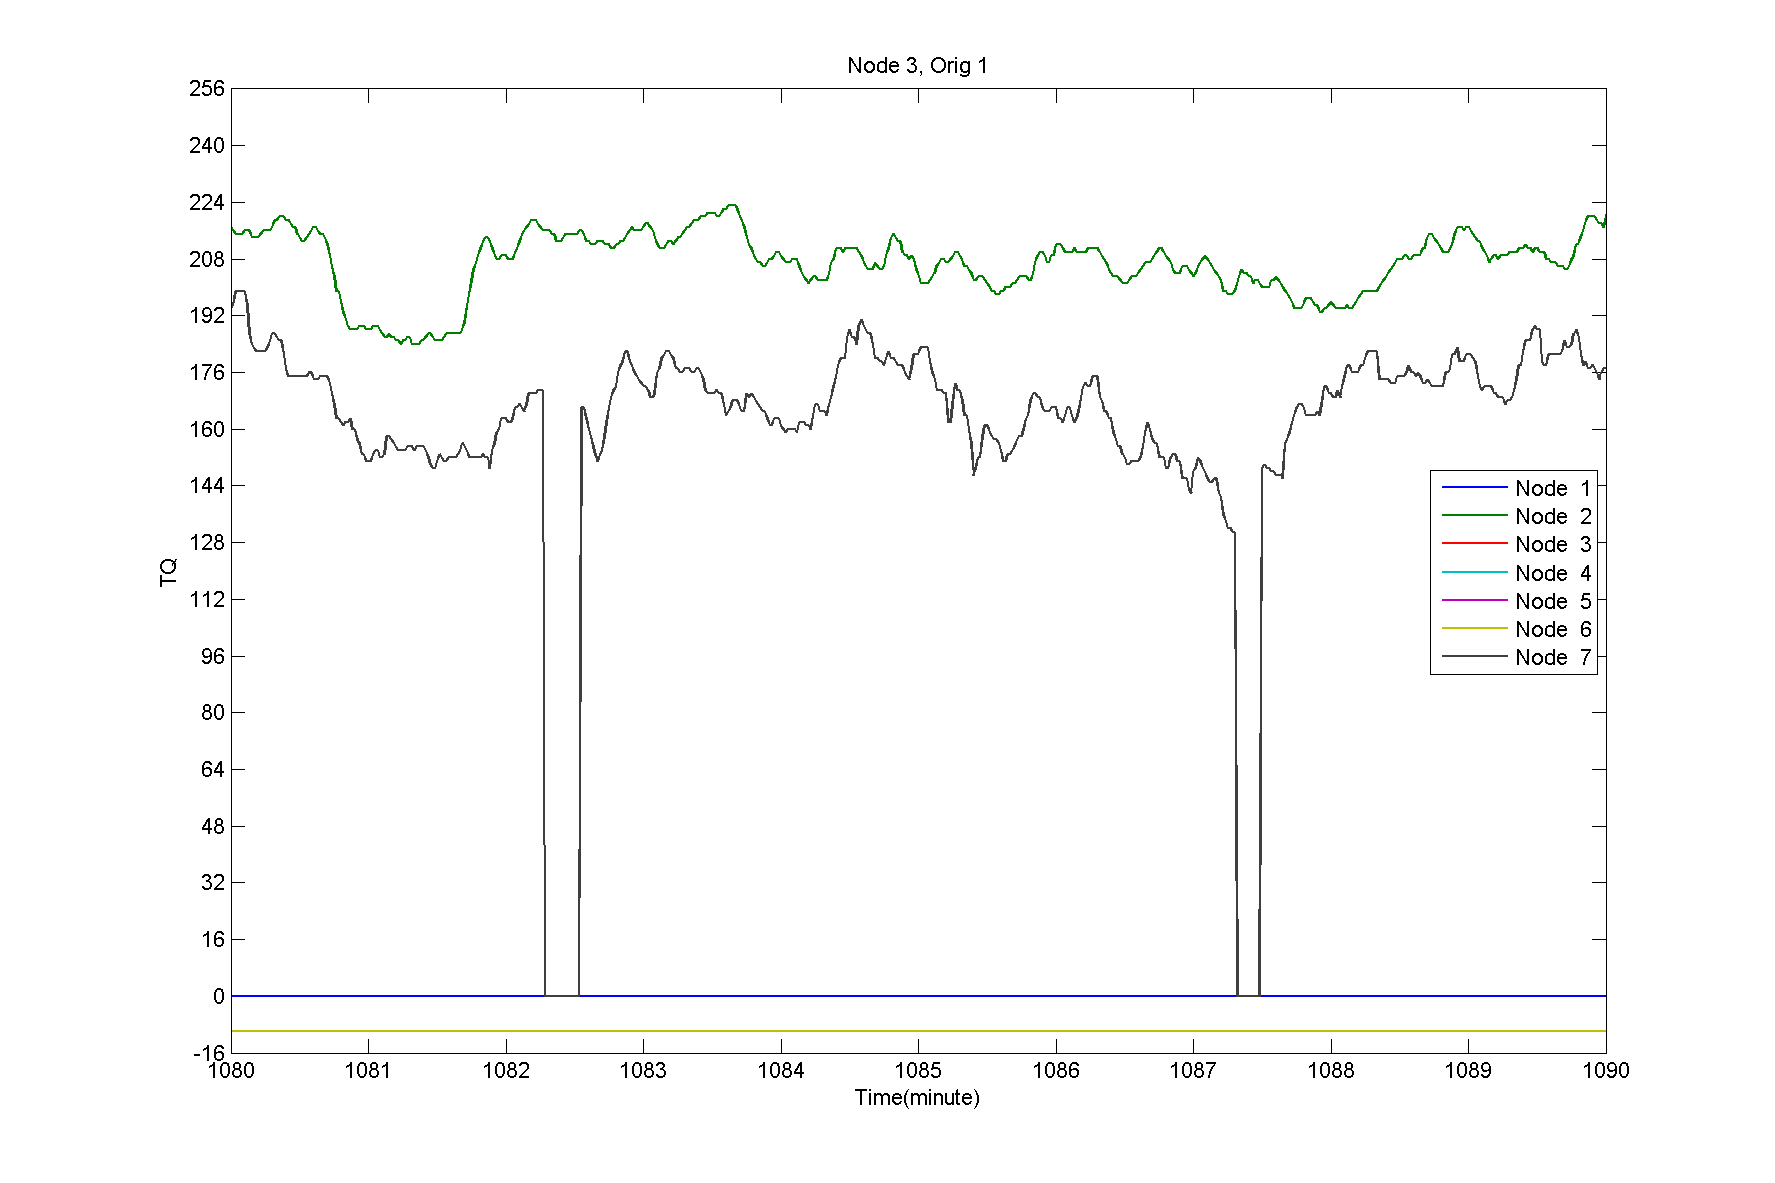 Node 3, Orig 1
256
240
224
208
192
176
160
144
128
112
96
80
64
48
32
16
0
-16
TQ
Node 1
Node 2
Node 3
Node 4
Node 5
Node 6
Node 7
1080 1081 1082 1083 1084 1085 1086 1087 1088 1089 1090
Time(minute)